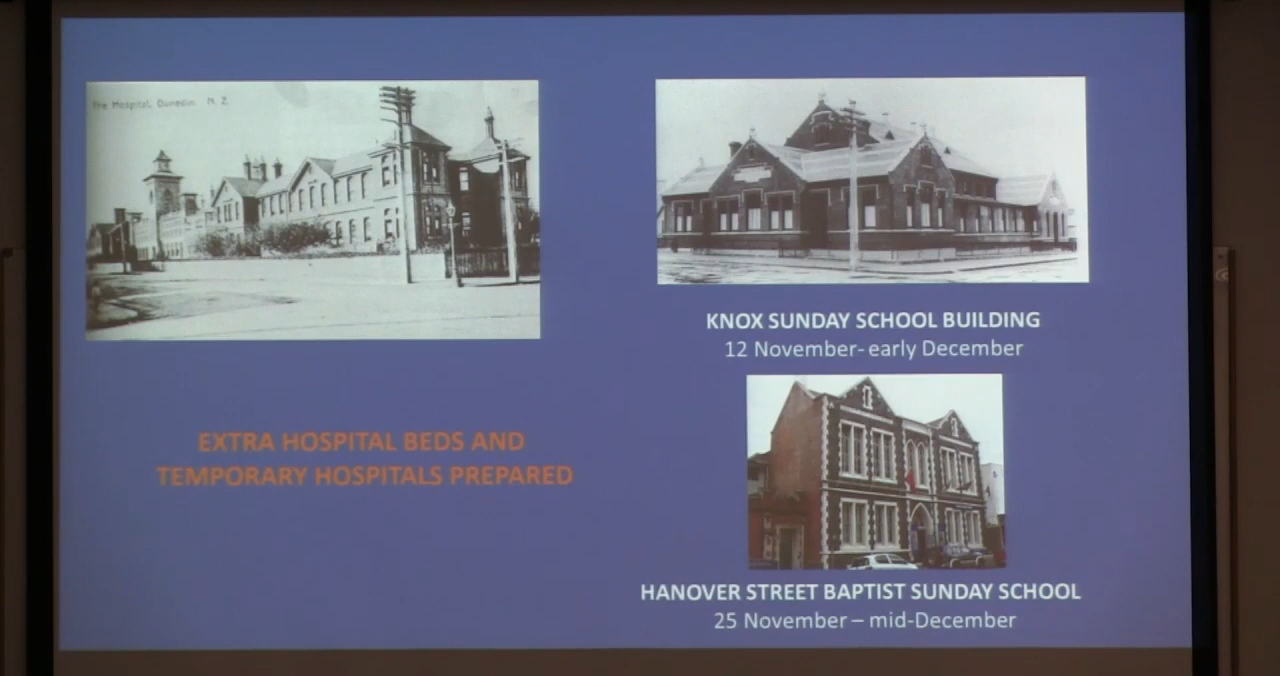 The Hospital, Dunedin. N. Z.
EXTRA HOSPITAL BEDS AND
TEMPORARY HOSPITALS PREPARED
KNOX SUNDAY SCHOOL BUILDING
12 November- early December
HANOVER STREET BAPTIST SUNDAY SCHOOL
25 November – mid-December